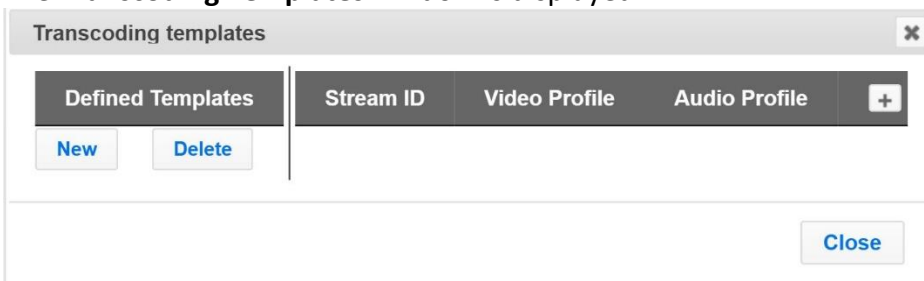 Transcoding templates
Defined Templates Stream ID Video Profile Audio Profile +
New Delete
Close